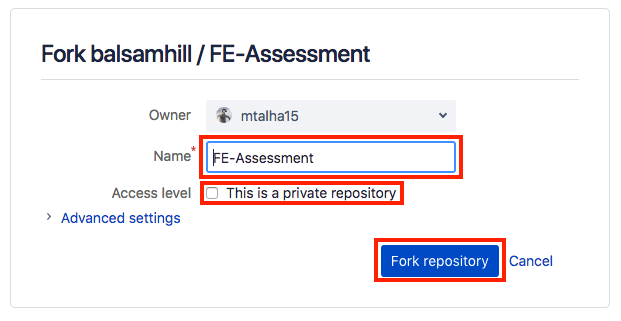 Fork balsamhill / FE-Assessment
Owner mtalha15
Name* FE-Assessment
Access level This is a private repository
Advanced settings
Fork repository Cancel